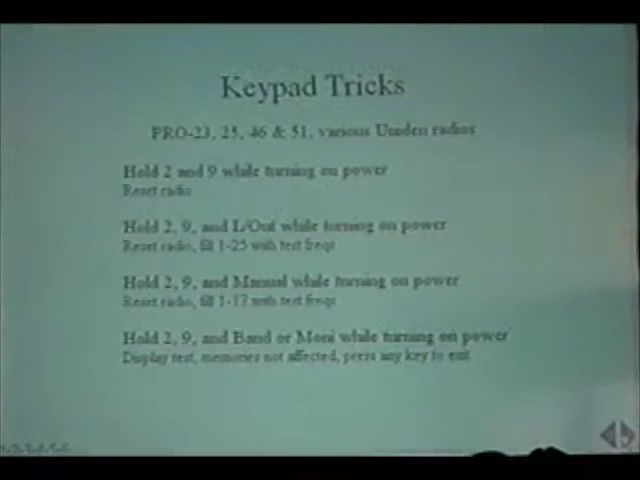 Keypad Tricks
PRO-23, 25, 46 & 51, various Uniden radios
Hold 2 and 9 while turning on power
Reset radio
Hold 2, 9, and L/Out while turning on power
Reset radio, fill 1-25 with test freqs
Hold 2, 9, and Manual while turning on power
Reset radio, fill 1-17 with test freqs
Hold 2, 9, and Band or Moni while turning on power
Display test, memories not affected, press any key to exit